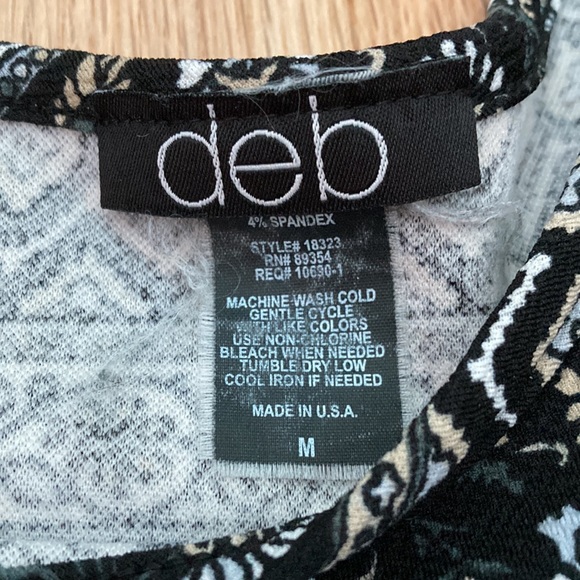 deb
4% SPANDEX
STYLE# 18323
RN# 89354
REQ# 10690-1
MACHINE WASH COLD
GENTLE CYCLE
WITH LIKE COLORS
USE NON-CHLORINE
BLEACH WHEN NEEDED
TUMBLE DRY LOW
COOL IRON IF NEEDED
MADE IN U.S.A.
M